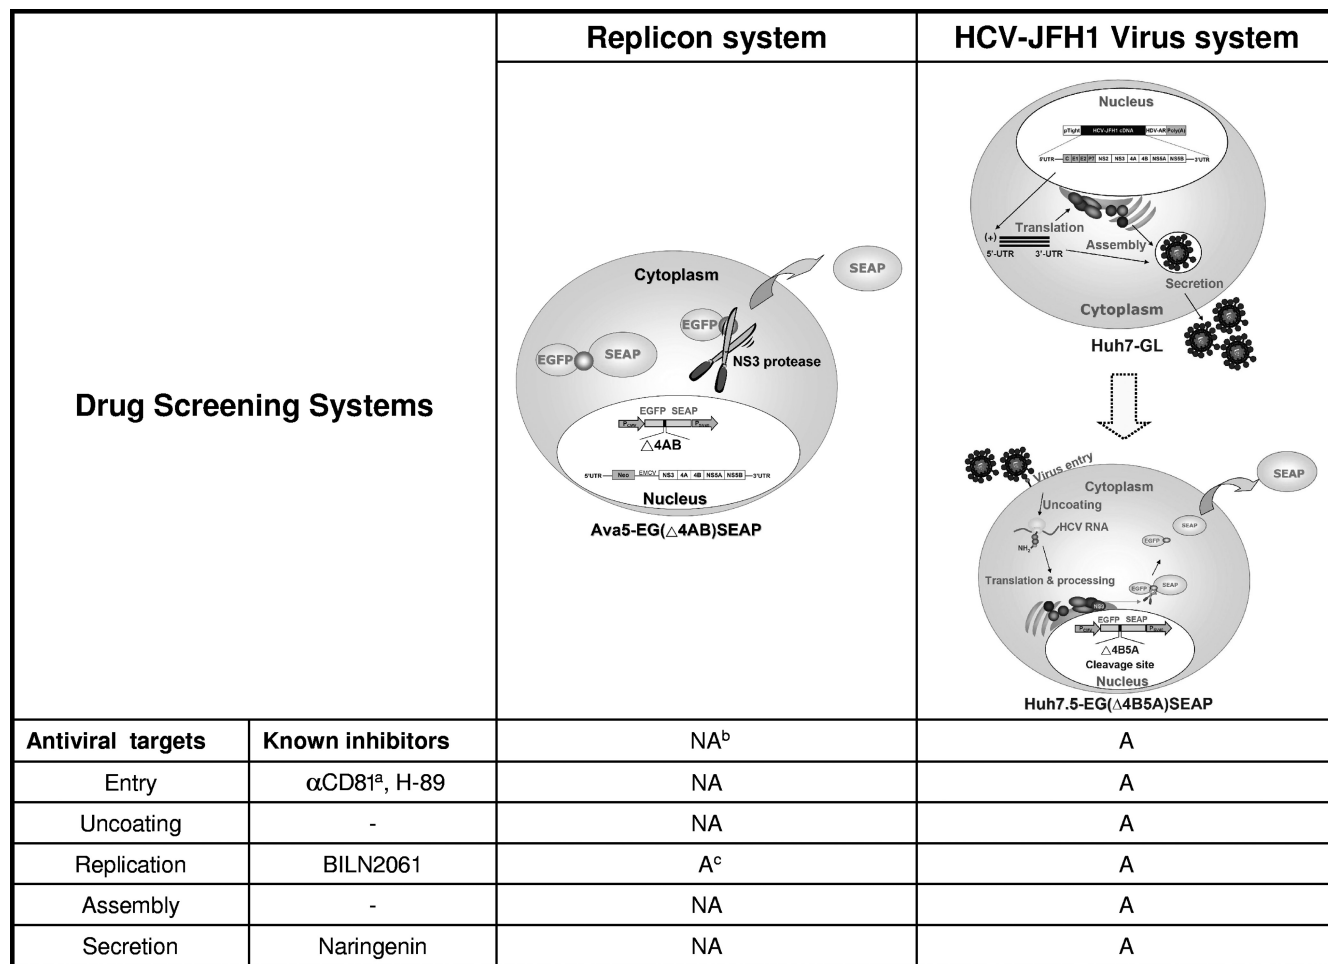 Drug Screening Systems
Replicon system
HCV-JFH1 Virus system
Cytoplasm
SEAP
EGFP
EGFP
SEAP
NS3 protease
EGFP SEAP
△4AB
5'UTR Neo EMCV NS3 4A 4B NS5A NS5B 3'UTR
Nucleus
Ava5-EG(△4AB)SEAP
Nucleus
pTight HCV-JFH1 cDNA HDV-AR Poly(A)
5'UTR C E1 E2 P7 NS2 NS3 4A 4B NS5A NS5B 3'UTR
Translation
(+)
5'-UTR 3'-UTR
Assembly
Secretion
Cytoplasm
Huh7-GL
Virus entry
Cytoplasm
SEAP
Uncoating
HCV RNA
NH2
SEAP
EGFP
Translation & processing
EGFP SEAP
NS3
EGFP SEAP
△4B5A
Cleavage site
Nucleus
Huh7.5-EG(Δ4B5A)SEAP
Antiviral targets Known inhibitors NAb A
Entry αCD81a, H-89 NA A
Uncoating - NA A
Replication BILN2061 Ac A
Assembly - NA A
Secretion Naringenin NA A